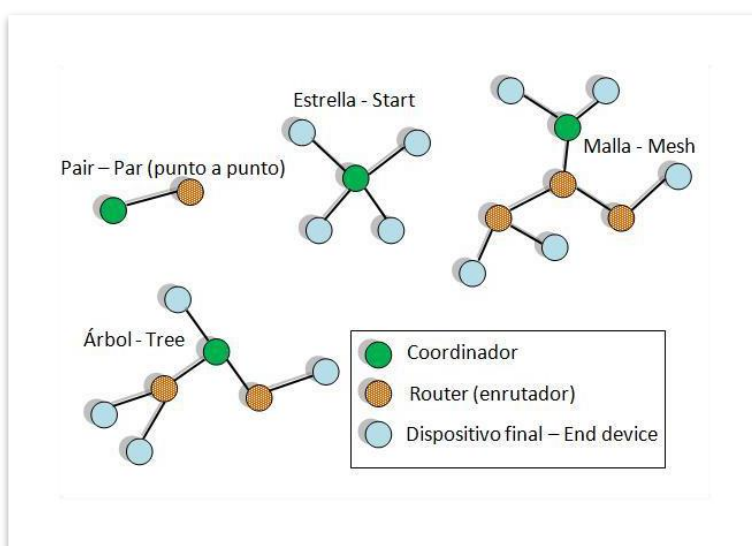 Estrella - Start
Malla - Mesh
Pair – Par (punto a punto)
Árbol - Tree
Coordinador
Router (enrutador)
Dispositivo final – End device